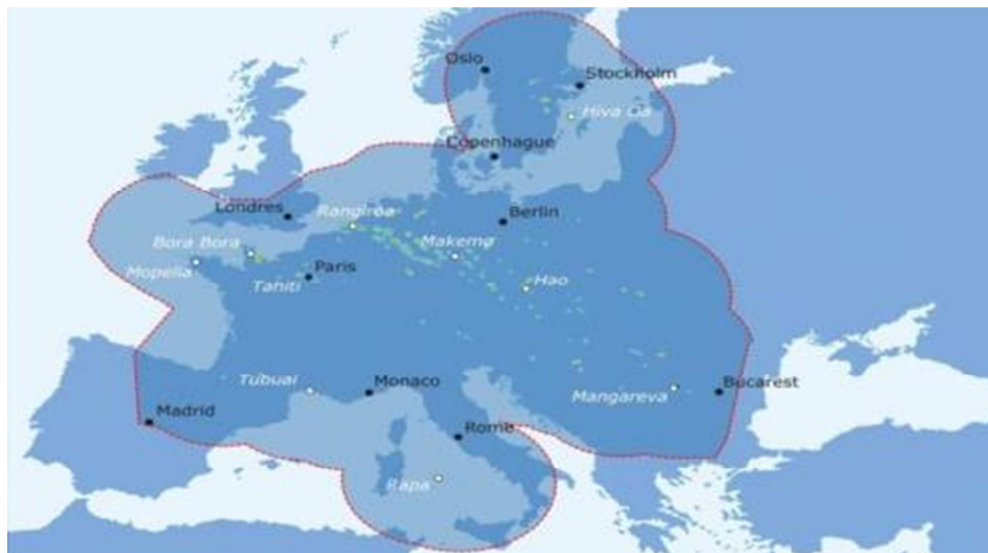 Oslo
Stockholm
Hiva Oa
Copenhague
Londres
Rangiroa
Berlin
Bora Bora
Makemo
Mopelia
Paris
Tahiti
Hao
Tubuai
Monaco
Bucarest
Mangareva
Madrid
Rome
Rapa